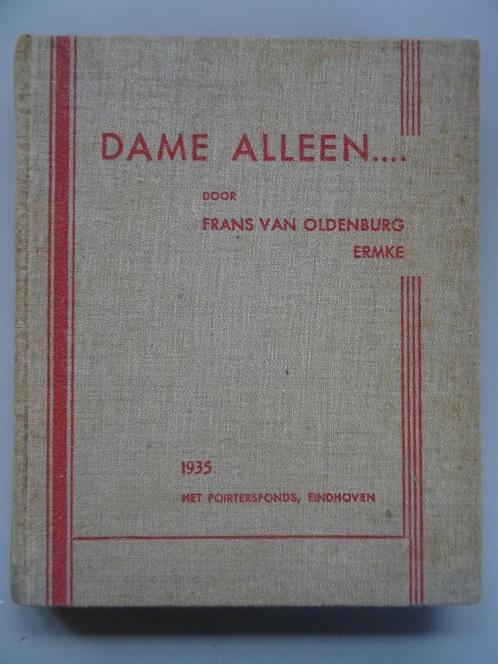 DAME ALLEEN....
DOOR
FRANS VAN OLDENBURG
ERMKE
1935
HET POIRTERSFONDS, EINDHOVEN